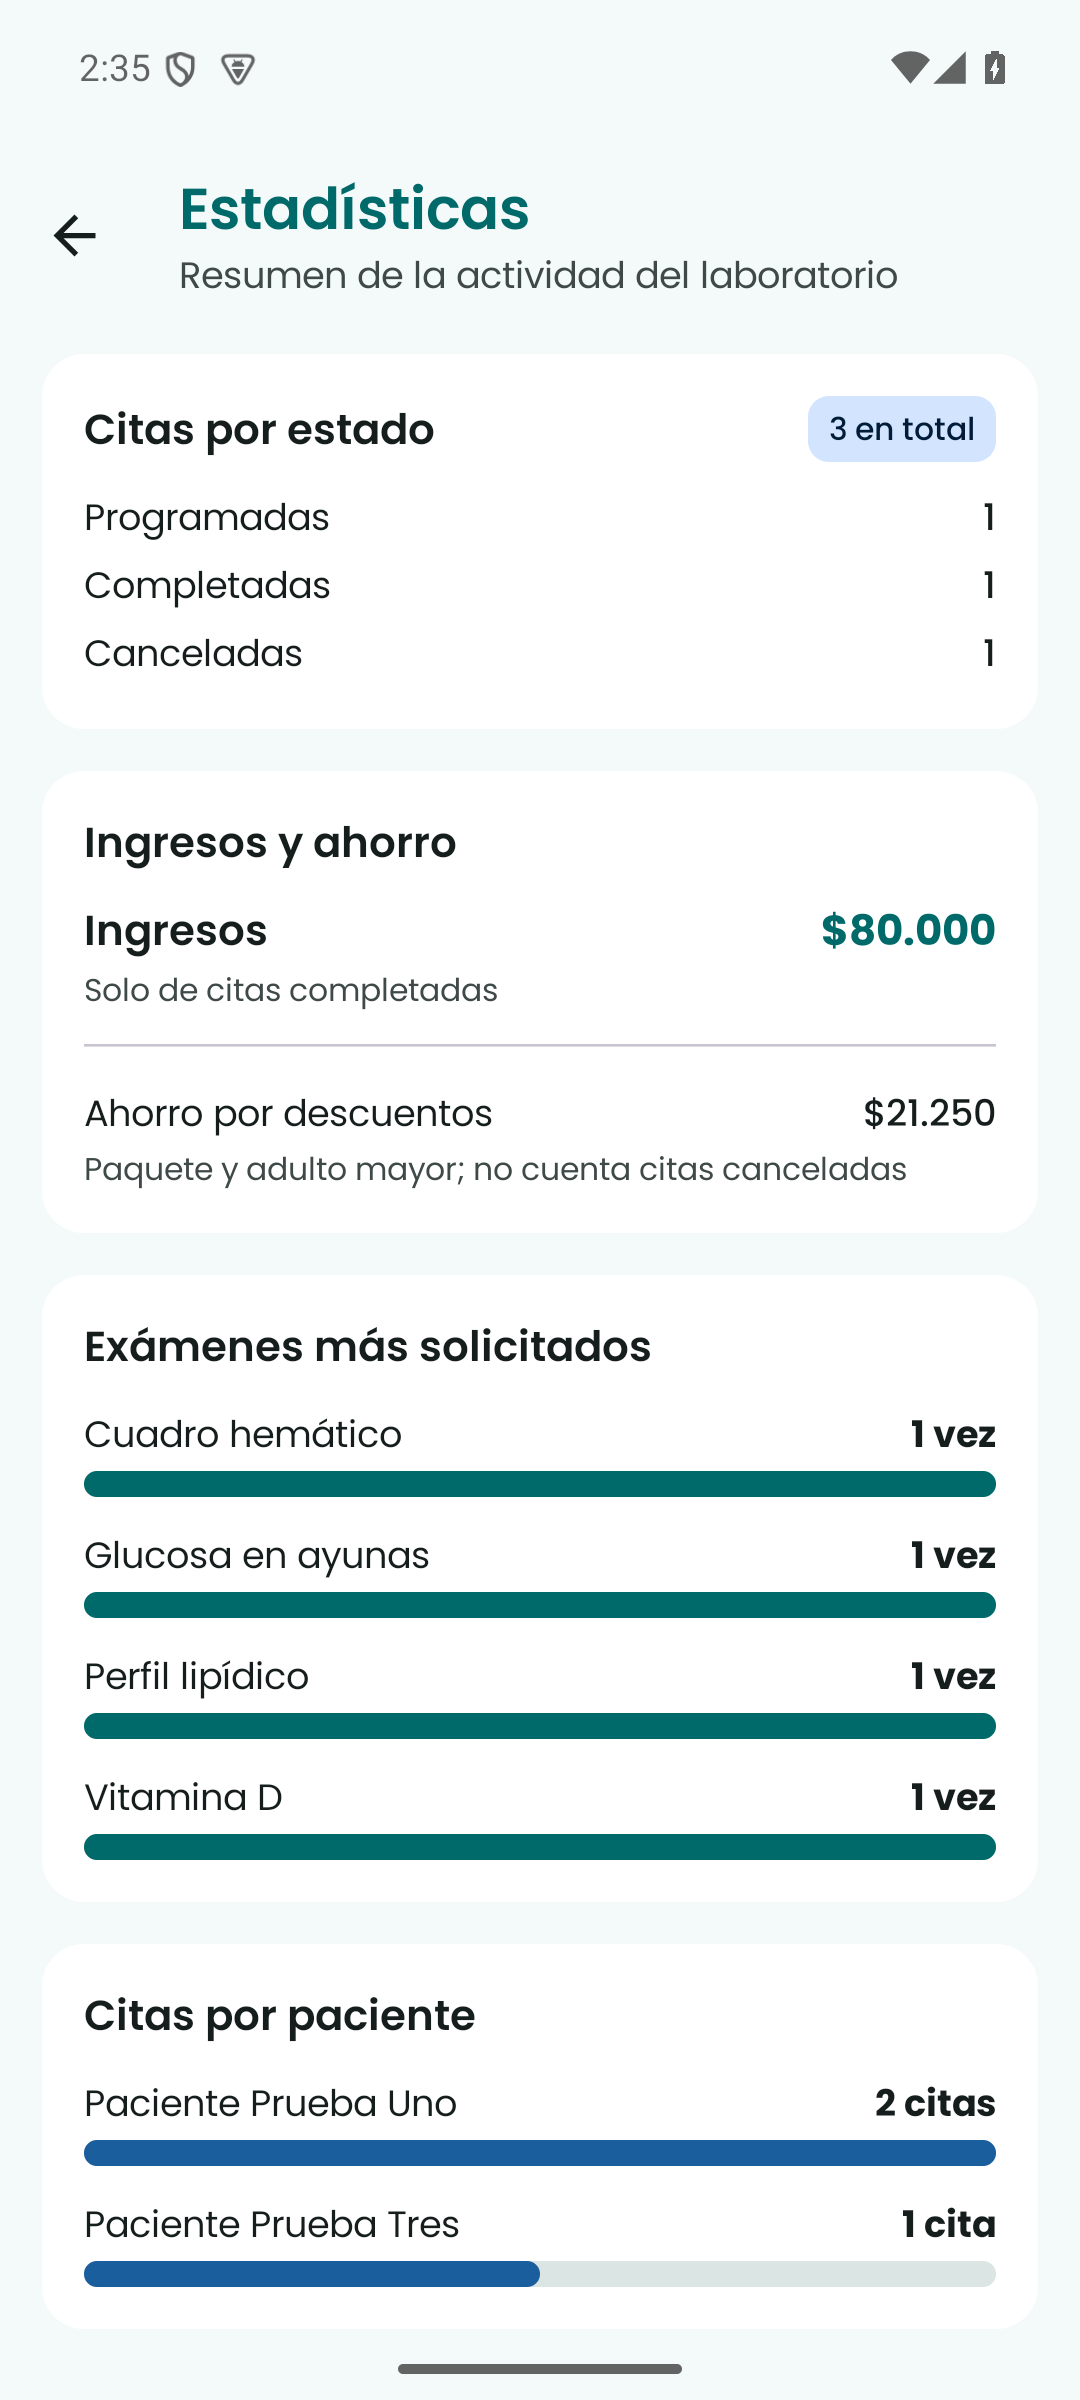 2:35
Estadísticas
Resumen de la actividad del laboratorio
Citas por estado
3 en total
Programadas 1
Completadas 1
Canceladas 1
Ingresos y ahorro
Ingresos $80.000
Solo de citas completadas
Ahorro por descuentos $21.250
Paquete y adulto mayor; no cuenta citas canceladas
Exámenes más solicitados
Cuadro hemático 1 vez
Glucosa en ayunas 1 vez
Perfil lipídico 1 vez
Vitamina D 1 vez
Citas por paciente
Paciente Prueba Uno 2 citas
Paciente Prueba Tres 1 cita